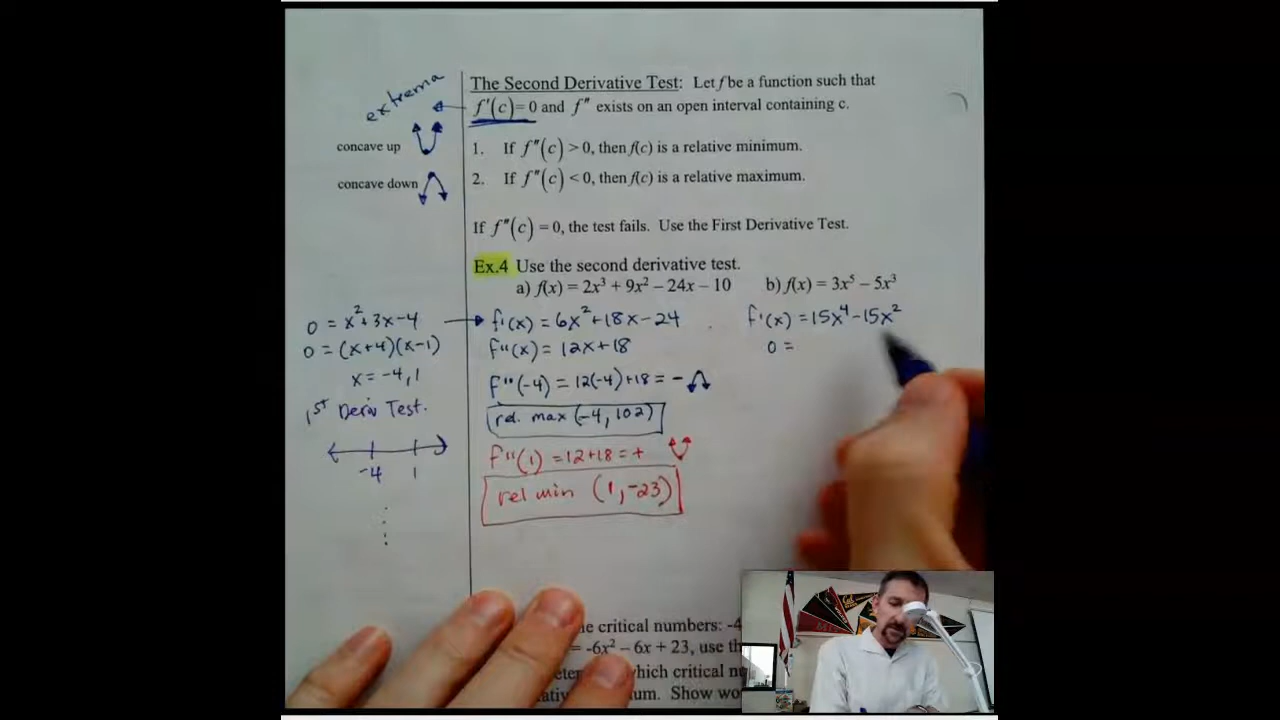 extrema
concave up
concave down
The Second Derivative Test: Let f be a function such that
f'(c) = 0 and f" exists on an open interval containing c.
1. If f"(c) > 0, then f(c) is a relative minimum.
2. If f"(c) < 0, then f(c) is a relative maximum.
If f"(c) = 0, the test fails. Use the First Derivative Test.
Ex.4 Use the second derivative test.
a) f(x) = 2x³ + 9x² – 24x – 10
0 = x²+3x-4
0 = (x+4)(x-1)
x = -4, 1
1ST Deriv Test.
-4 1
f'(x) = 6x²+18x-24
f"(x) = 12x+18
f"(-4) = 12(-4)+18 = -
rel. max (-4, 102)
f"(1) = 12+18 = +
rel min (1, -23)
b) f(x) = 3x⁵ – 5x³
f'(x) = 15x⁴-15x²
0 =
critical numbers: -4
= -6x² – 6x + 23, use
which critical
Show